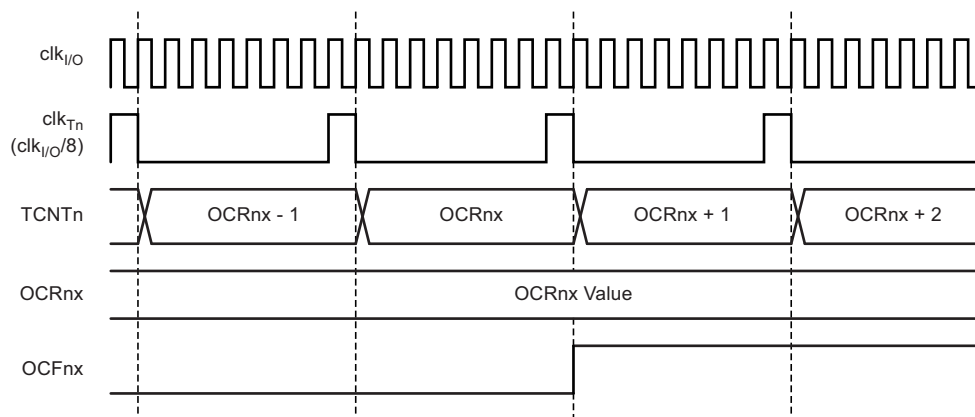 clkI/O
clkTn
(clkI/O/8)
TCNTn OCRnx - 1 OCRnx OCRnx + 1 OCRnx + 2
OCRnx OCRnx Value
OCFnx